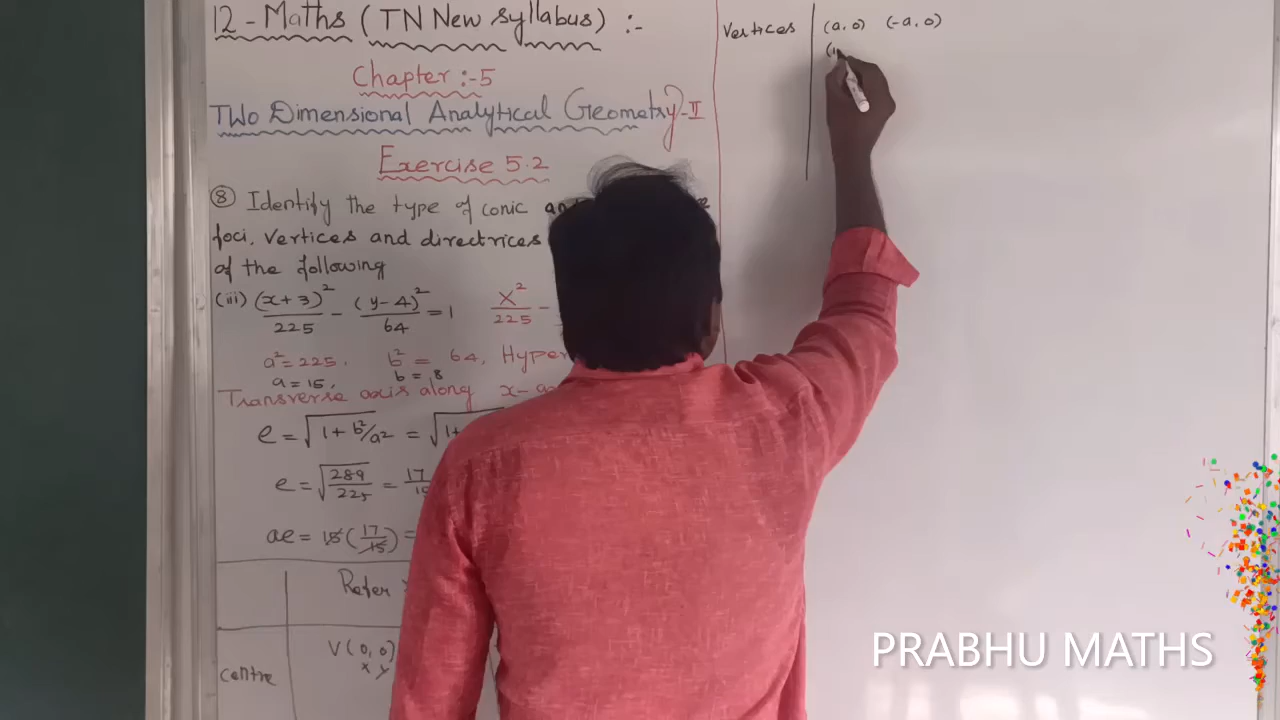 12 - Maths (TN New syllabus) :-
Chapter :- 5
Two Dimensional Analytical Geometry - II
Exercise 5.2
⑧ Identify the type of conic
foci, vertices and directrices
of the following
(iii) (x+3)²/225 - (y-4)²/64 = 1 X²/225 -
a² = 225. b² = 64, Hyper
a = 15, b = 8
Transverse axis along x-a
e = √(1 + b²/a²) = √(1+
e = √(289/225) = 17/
ae = 15(17/15) =
Refer
centre V(0, 0)
x y
Vertices (a, 0) (-a, 0)
PRABHU MATHS